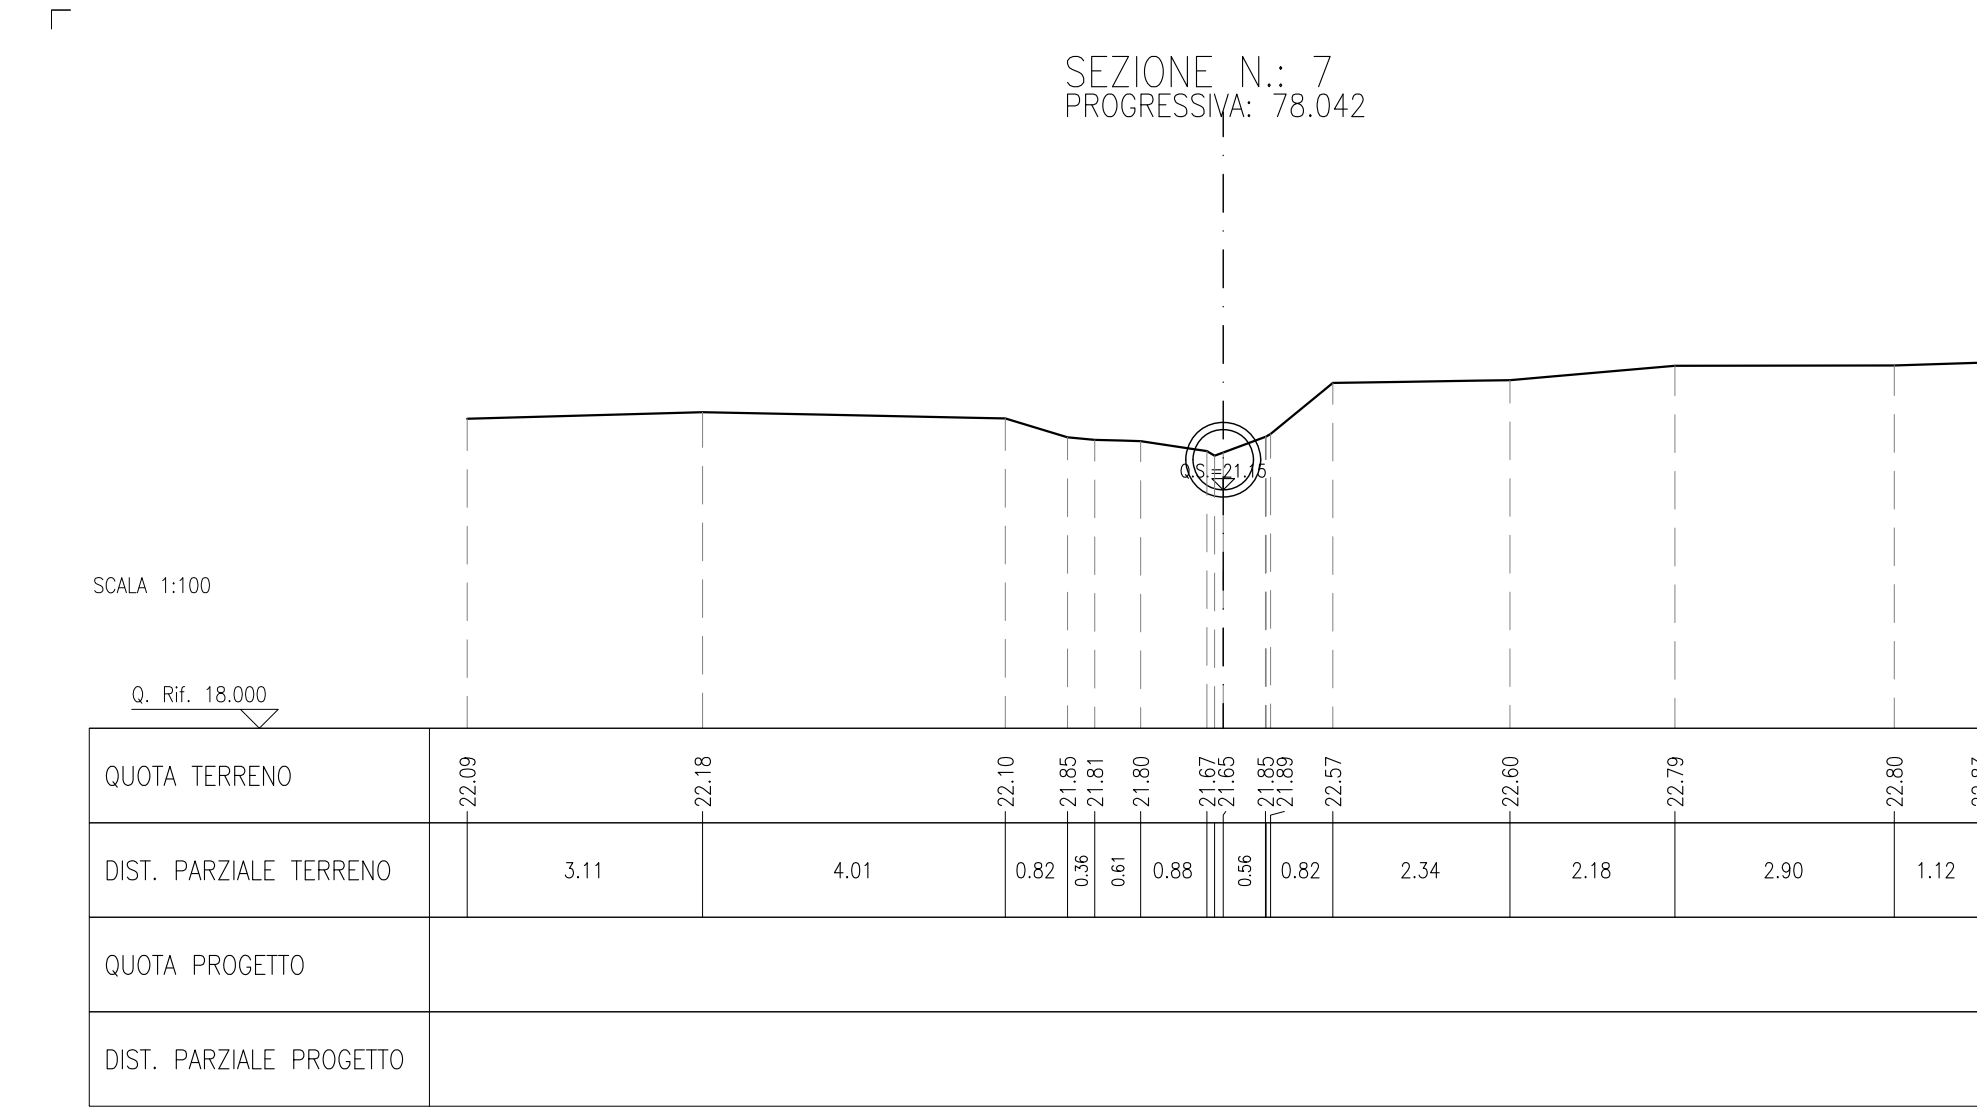 SEZIONE N.: 7
PROGRESSIVA: 78.042
Q.S.=21.15
SCALA 1:100
Q. Rif. 18.000
QUOTA TERRENO 22.09 22.18 22.10 21.85 21.81 21.80 21.67 21.65 21.85 21.89 22.57 22.60 22.79 22.80 22.87
DIST. PARZIALE TERRENO 3.11 4.01 0.82 0.36 0.61 0.88 0.56 0.82 2.34 2.18 2.90 1.12
QUOTA PROGETTO
DIST. PARZIALE PROGETTO